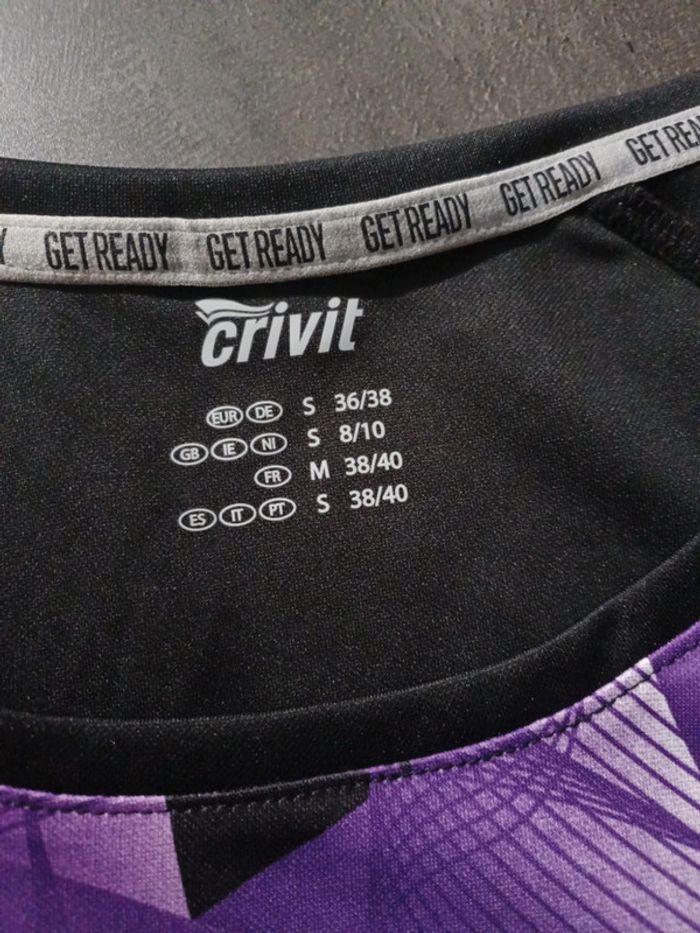 GET READY GET READY GET READY GET READY GET REA
crivit
EUR DE S 36/38
GB IE NI S 8/10
FR M 38/40
ES IT PT S 38/40